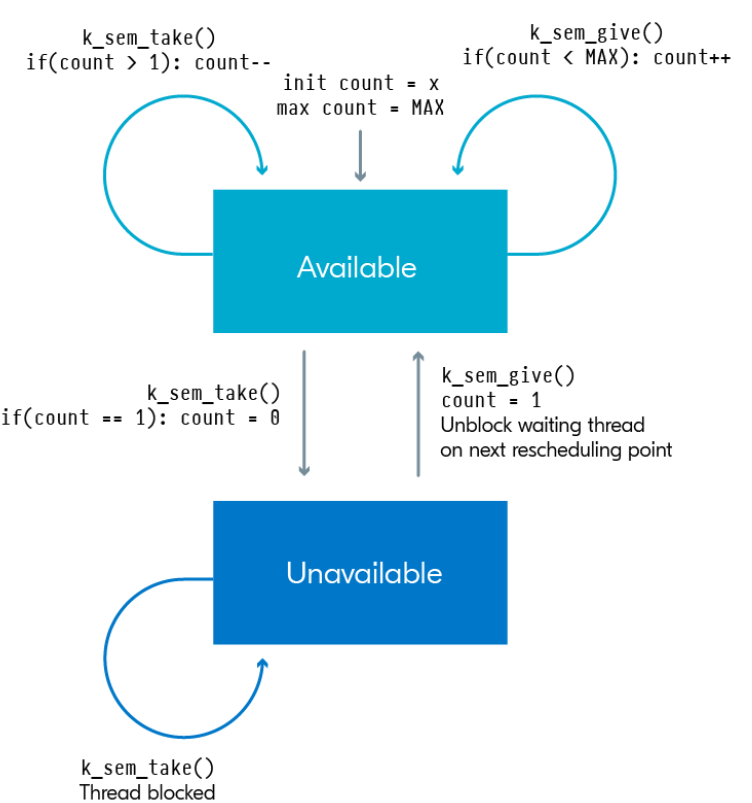 k_sem_take()
if(count > 1): count--
k_sem_give()
if(count < MAX): count++
init count = x
max count = MAX
Available
k_sem_take()
if(count == 1): count = 0
k_sem_give()
count = 1
Unblock waiting thread
on next rescheduling point
Unavailable
k_sem_take()
Thread blocked